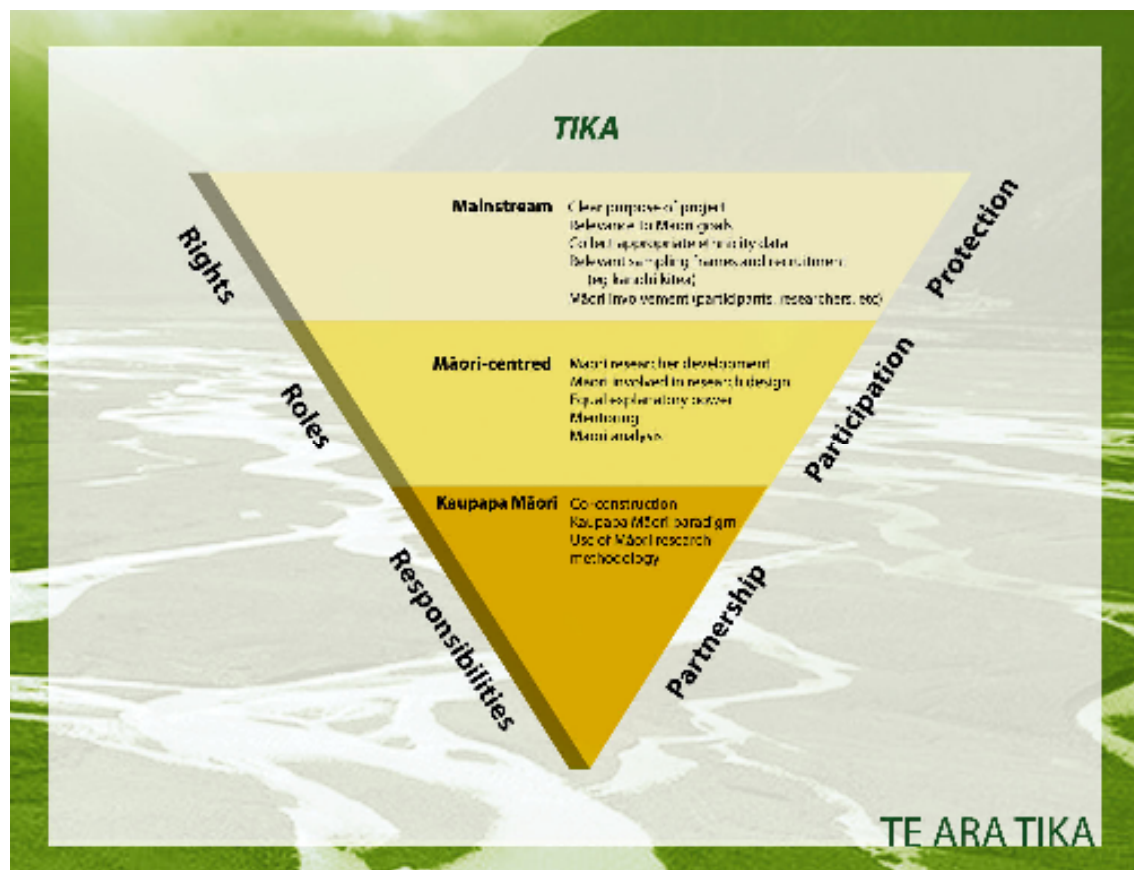 TIKA
Mainstream
Clear purpose of project
Relevance to Māori goals
Collect appropriate ethnicity data
Relevant sampling frames and recruitment
(eg kanohi kitea)
Māori involvement (participants, researchers, etc)
Māori-centred
Māori researcher development
Māori involved in research design
Equal explanatory power
Mentoring
Māori analysis
Kaupapa Māori
Co-construction
Kaupapa Māori paradigm
Use of Māori research
methodology
Rights
Roles
Responsibilities
Protection
Participation
Partnership
TE ARA TIKA